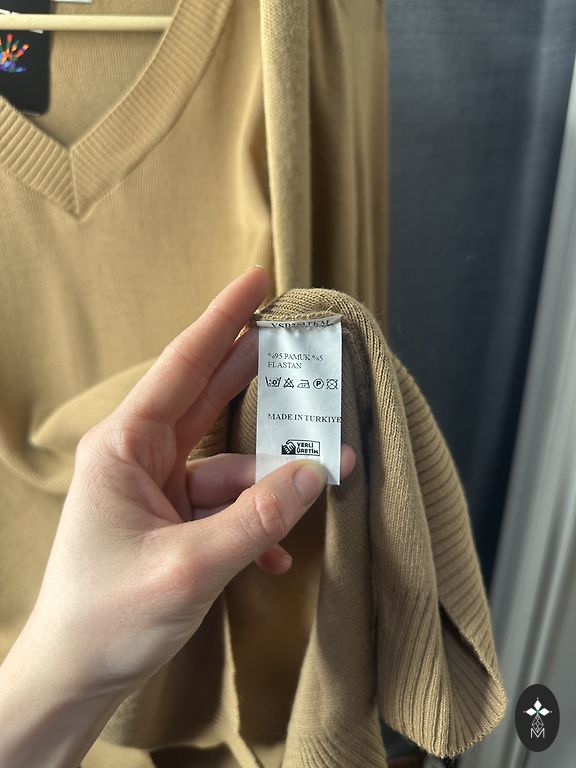 %95 PAMUK %5
ELASTAN
MADE IN TURKIYE
YERLİ
ÜRETİM